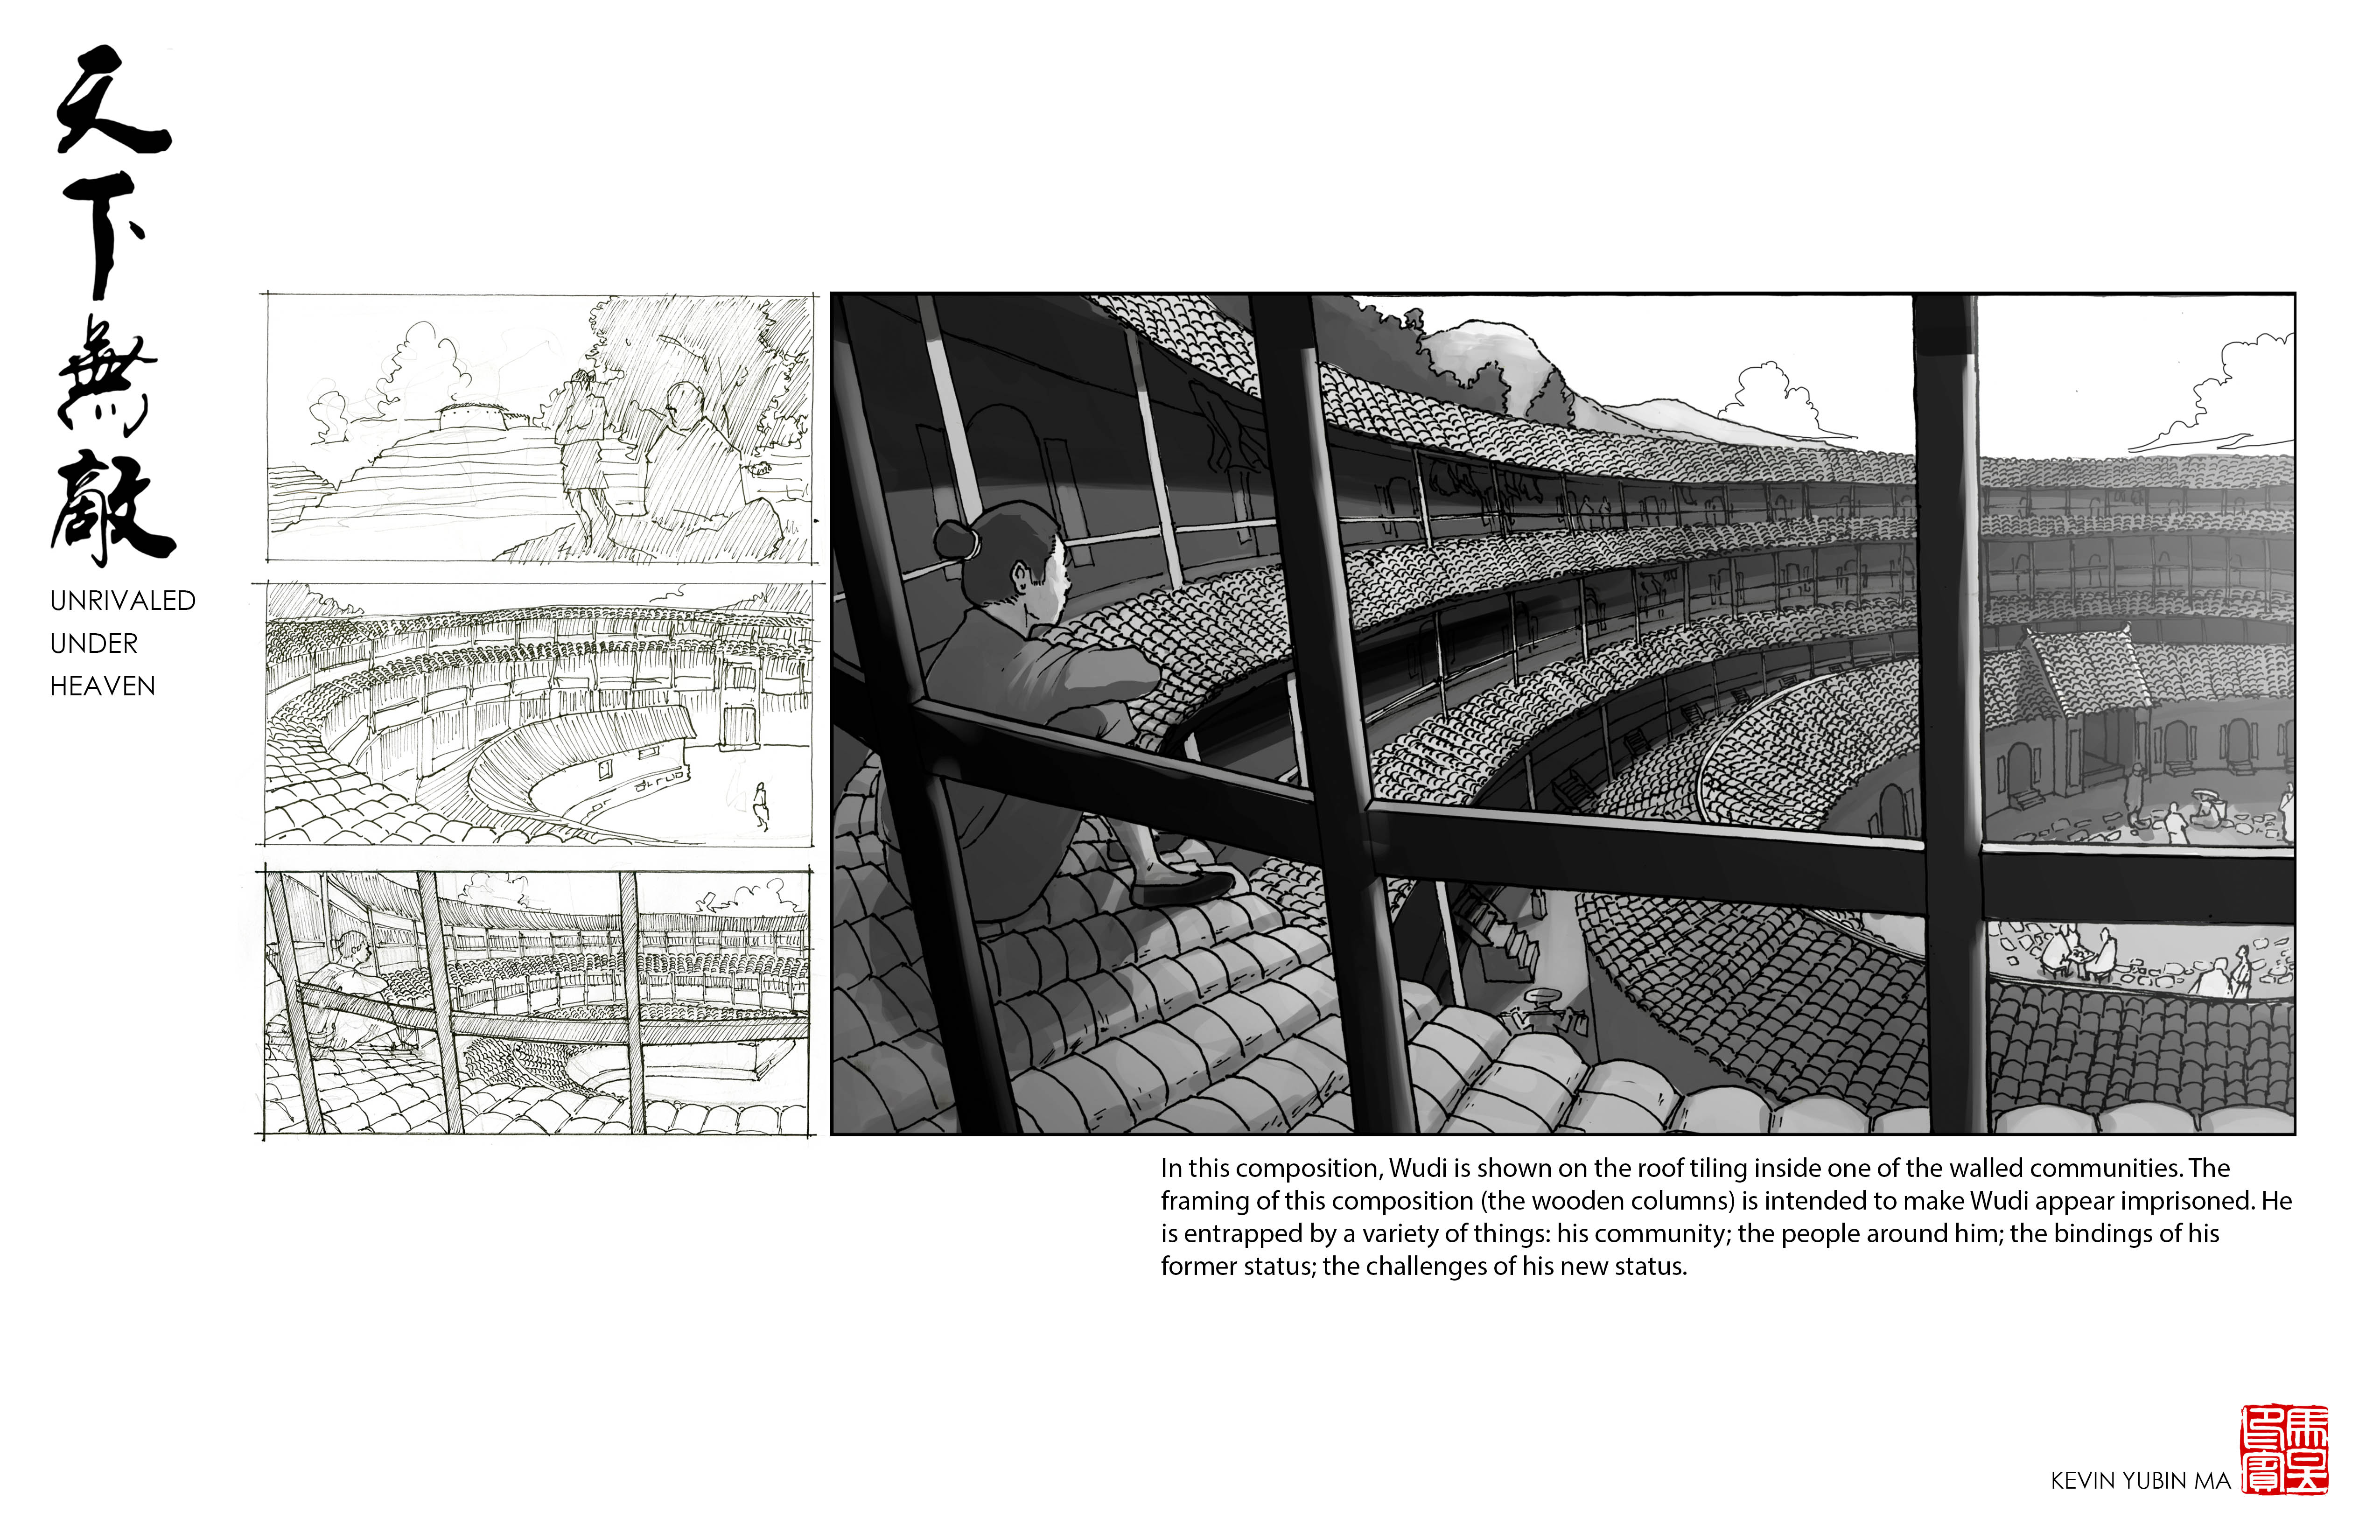 天
下
無
敵
UNRIVALED
UNDER
HEAVEN
In this composition, Wudi is shown on the roof tiling inside one of the walled communities. The
framing of this composition (the wooden columns) is intended to make Wudi appear imprisoned. He
is entrapped by a variety of things: his community; the people around him; the bindings of his
former status; the challenges of his new status.
KEVIN YUBIN MA